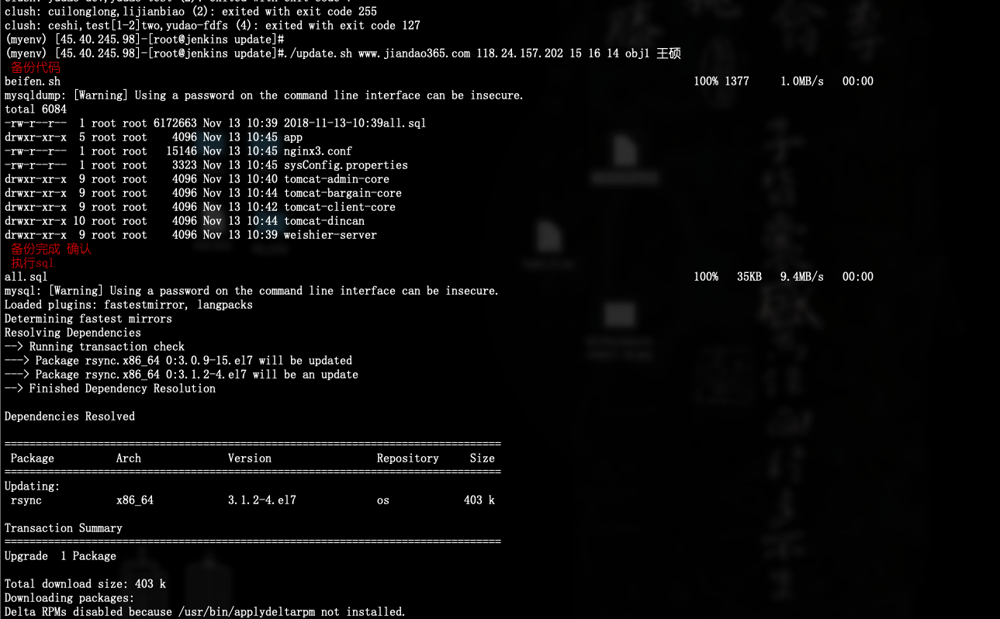 clush: cuilonglong,lijianbiao (2): exited with exit code 255
clush: ceshi,test[1-2]two,yudao-fdfs (4): exited with exit code 127
(myenv) [45.40.245.98]-[root@jenkins update]#
(myenv) [45.40.245.98]-[root@jenkins update]#./update.sh www.jiandao365.com 118.24.157.202 15 16 14 obj1 王硕
备份代码
beifen.sh 100% 1377 1.0MB/s 00:00
mysqldump: [Warning] Using a password on the command line interface can be insecure.
total 6084
-rw-r--r-- 1 root root 6172663 Nov 13 10:39 2018-11-13-10:39all.sql
drwxr-xr-x 5 root root 4096 Nov 13 10:45 app
-rw-r--r-- 1 root root 15146 Nov 13 10:45 nginx3.conf
-rw-r--r-- 1 root root 3323 Nov 13 10:45 sysConfig.properties
drwxr-xr-x 9 root root 4096 Nov 13 10:40 tomcat-admin-core
drwxr-xr-x 9 root root 4096 Nov 13 10:44 tomcat-bargain-core
drwxr-xr-x 9 root root 4096 Nov 13 10:42 tomcat-client-core
drwxr-xr-x 10 root root 4096 Nov 13 10:44 tomcat-dincan
drwxr-xr-x 9 root root 4096 Nov 13 10:39 weishier-server
备份完成 确认
执行sql
all.sql 100% 35KB 9.4MB/s 00:00
mysql: [Warning] Using a password on the command line interface can be insecure.
Loaded plugins: fastestmirror, langpacks
Determining fastest mirrors
Resolving Dependencies
--> Running transaction check
---> Package rsync.x86_64 0:3.0.9-15.el7 will be updated
---> Package rsync.x86_64 0:3.1.2-4.el7 will be an update
--> Finished Dependency Resolution
Dependencies Resolved
================================================================================
Package Arch Version Repository Size
================================================================================
Updating:
rsync x86_64 3.1.2-4.el7 os 403 k
Transaction Summary
================================================================================
Upgrade 1 Package
Total download size: 403 k
Downloading packages:
Delta RPMs disabled because /usr/bin/applydeltarpm not installed.